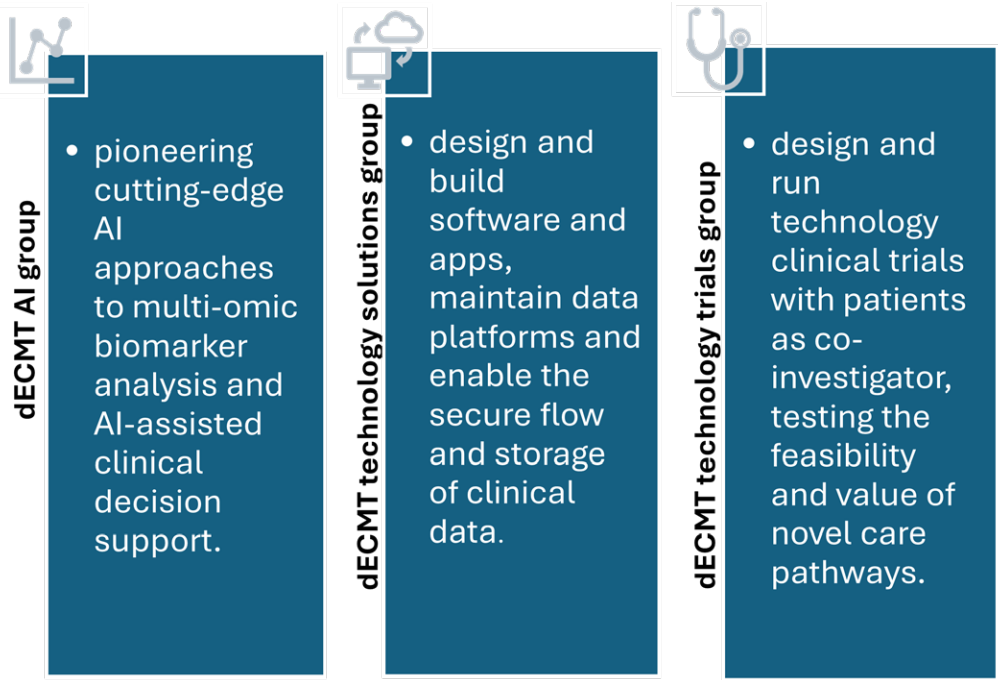 dECMT AI group
• pioneering
cutting-edge
AI
approaches
to multi-omic
biomarker
analysis and
AI-assisted
clinical
decision
support.
dECMT technology solutions group
• design and
build
software and
apps,
maintain data
platforms and
enable the
secure flow
and storage
of clinical
data.
dECMT technology trials group
• design and
run
technology
clinical trials
with patients
as co-
investigator,
testing the
feasibility
and value of
novel care
pathways.